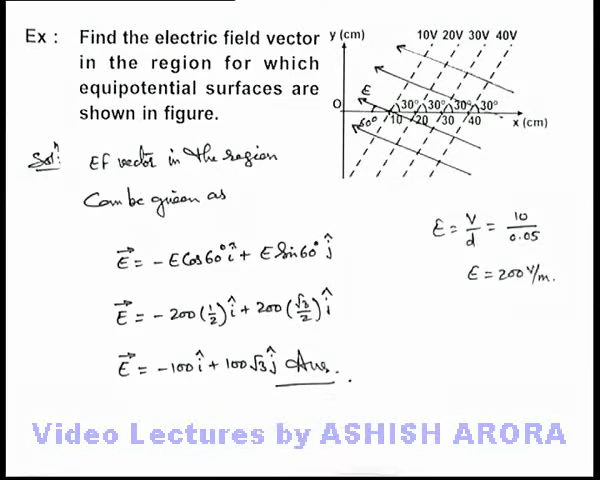 Ex : Find the electric field vector
in the region for which
equipotential surfaces are
shown in figure.
y (cm)
10V 20V 30V 40V
E
O
30° 30° 30° 30°
60°
10 20 30 40
x (cm)
Solⁿ: EF vector in the region
Can be given as
E⃗ = - E Cos 60° î + E Sin 60° ĵ
E⃗ = - 200 (1/2) î + 200 (√3/2) î
E⃗ = - 100 î + 100 √3 ĵ Ans.
E = V/d = 10/0.05
E = 200 V/m.
Video Lectures by ASHISH ARORA